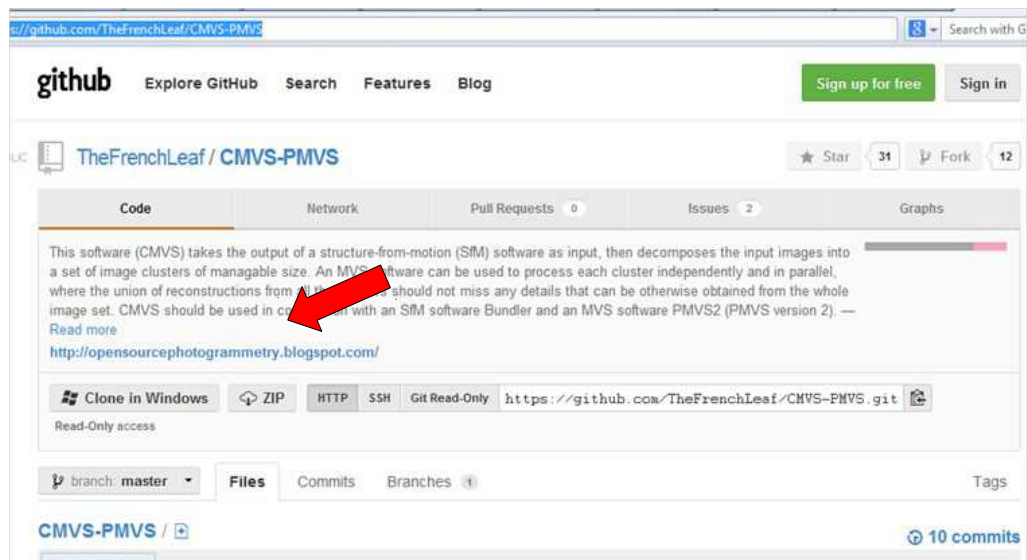 s://github.com/TheFrenchLeaf/CMVS-PMVS
8 Search with G
github Explore GitHub Search Features Blog Sign up for free Sign in
TheFrenchLeaf / CMVS-PMVS Star 31 Fork 12
Code Network Pull Requests 0 Issues 2 Graphs
This software (CMVS) takes the output of a structure-from-motion (SfM) software as input, then decomposes the input images into
a set of image clusters of managable size. An MVS software can be used to process each cluster independently and in parallel,
where the union of reconstructions from all should not miss any details that can be otherwise obtained from the whole
image set. CMVS should be used in with an SfM software Bundler and an MVS software PMVS2 (PMVS version 2). —
Read more
http://opensourcephotogrammetry.blogspot.com/
Clone in Windows ZIP HTTP SSH Git Read-Only https://github.com/TheFrenchLeaf/CMVS-PMVS.git
Read-Only access
branch: master Files Commits Branches 1 Tags
CMVS-PMVS /
10 commits